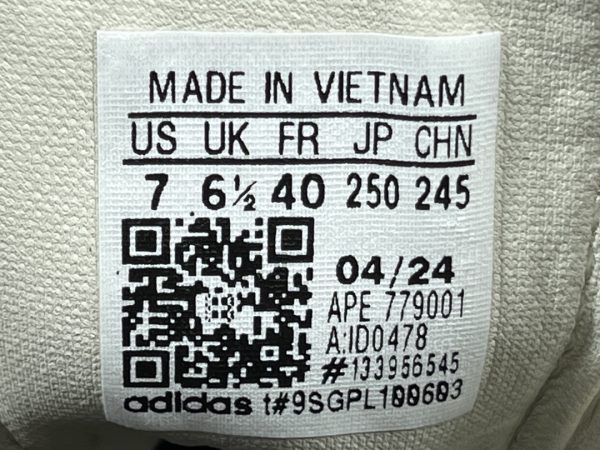 MADE IN VIETNAM
US UK FR JP CHN
7 6½ 40 250 245
04/24
APE 779001
A:ID0478
#133956545
adidas t#9SGPL100603